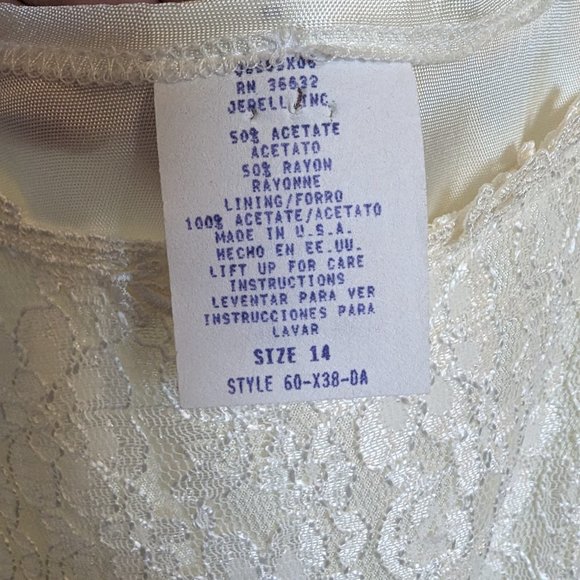 RN 36632
JERELL INC.
50% ACETATE
ACETATO
50% RAYON
RAYONNE
LINING/FORRO
100% ACETATE/ACETATO
MADE IN U.S.A.
HECHO EN EE.UU.
LIFT UP FOR CARE
INSTRUCTIONS
LEVENTAR PARA VER
INSTRUCCIONES PARA
LAVAR
SIZE 14
STYLE 60-X38-DA